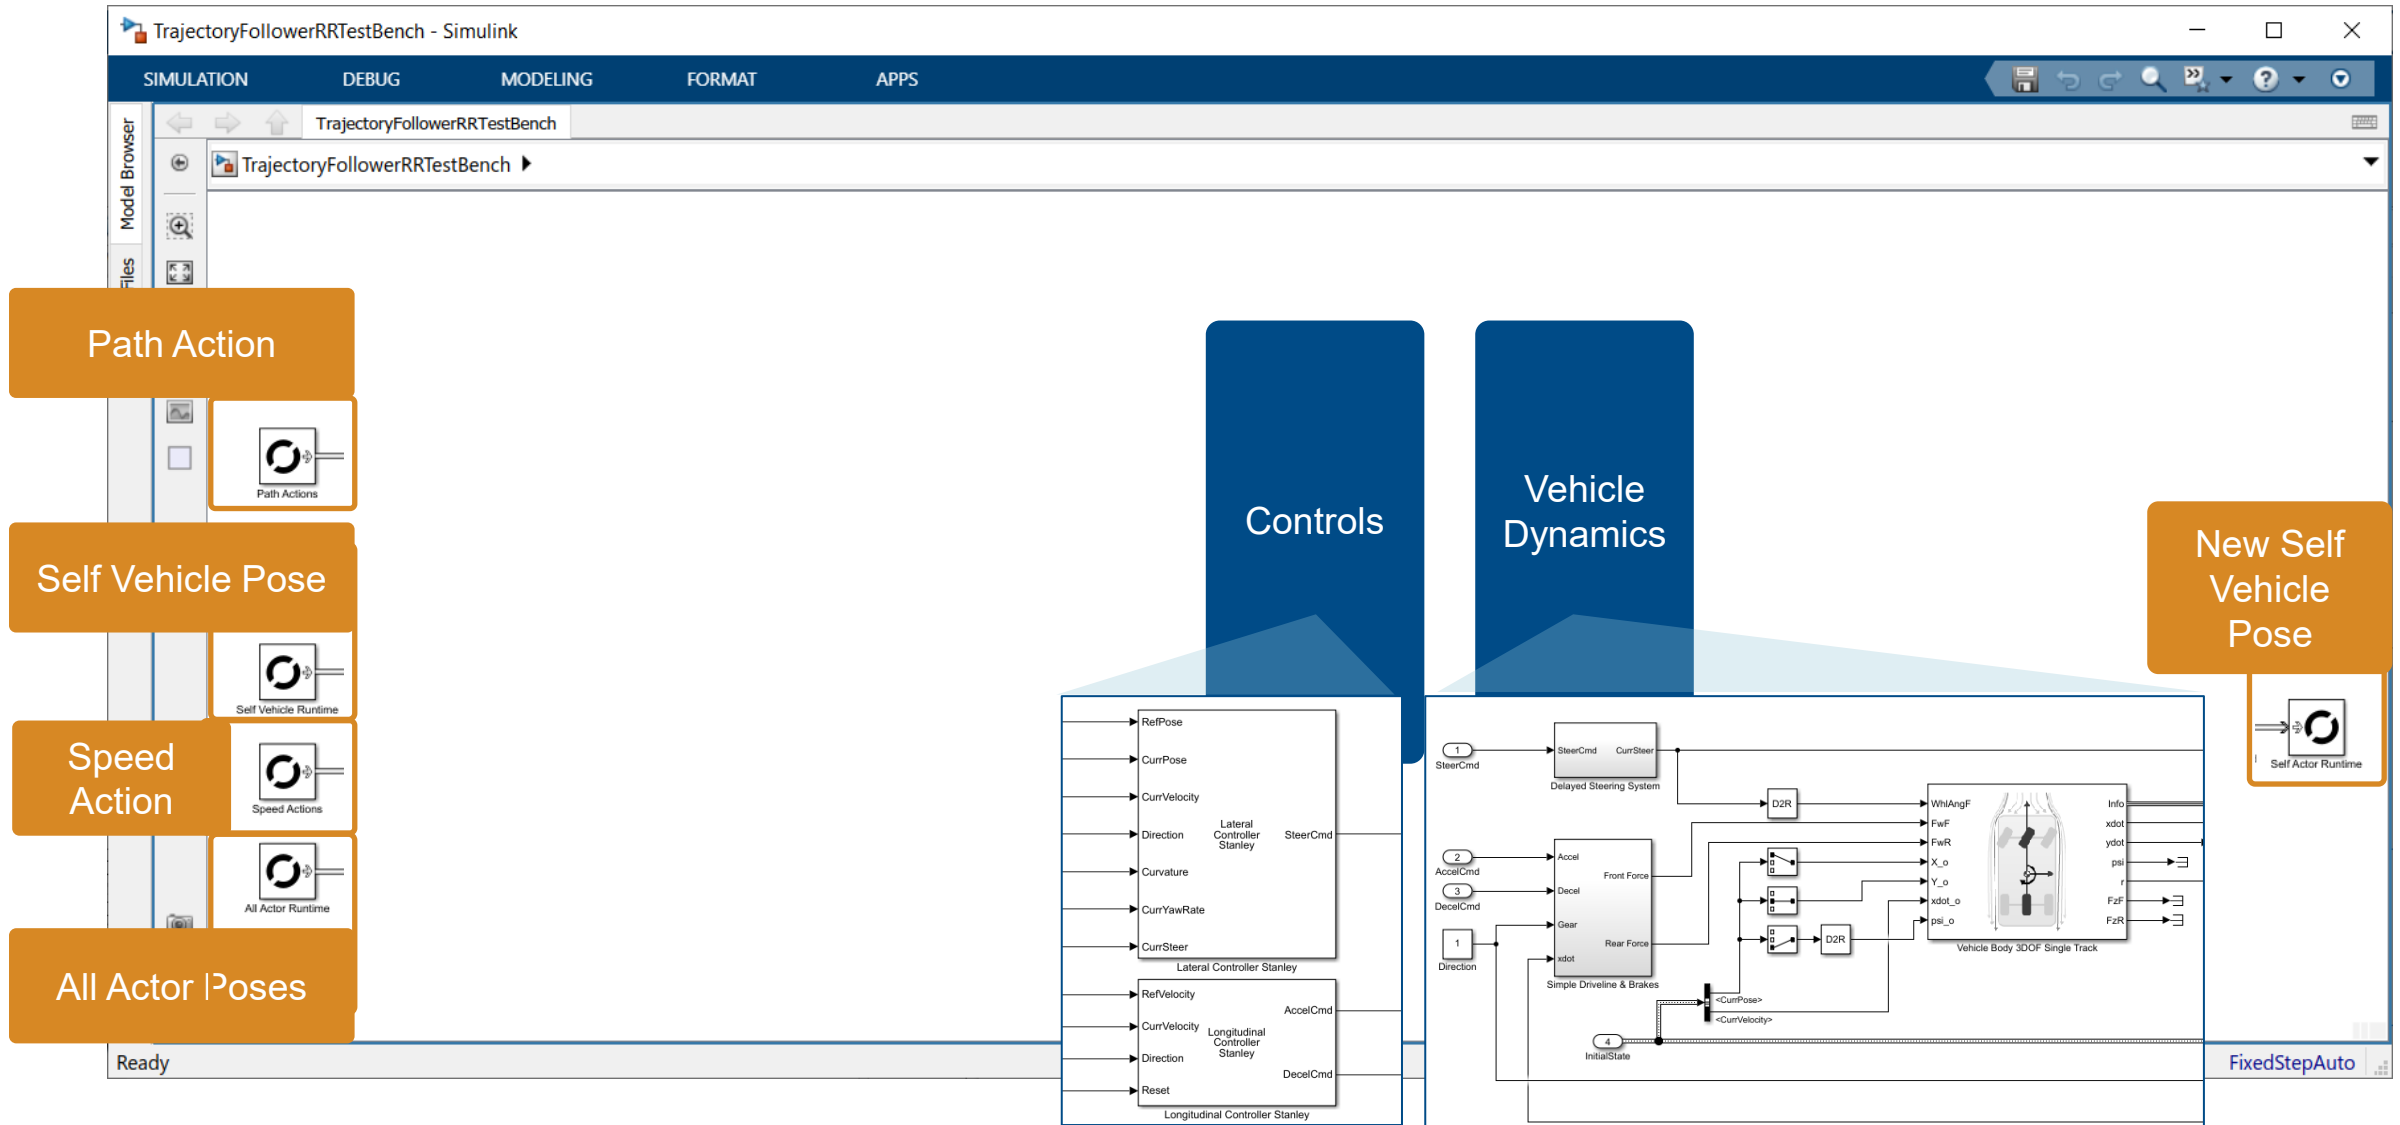 TrajectoryFollowerRRTestBench - Simulink
SIMULATION
DEBUG
MODELING
FORMAT
APPS
TrajectoryFollowerRRTestBench
TrajectoryFollowerRRTestBench
Model Browser
Files
Path Action
Path Actions
Self Vehicle Pose
Self Vehicle Runtime
Speed
Action
Speed Actions
All Actor Runtime
All Actor Poses
Controls
Vehicle
Dynamics
New Self
Vehicle
Pose
Self Actor Runtime
RefPose
CurrPose
CurrVelocity
Direction
Curvature
CurrYawRate
CurrSteer
Lateral
Controller
Stanley
SteerCmd
Lateral Controller Stanley
RefVelocity
CurrVelocity
Direction
Reset
Longitudinal
Controller
Stanley
AccelCmd
DecelCmd
Longitudinal Controller Stanley
1
SteerCmd
SteerCmd
CurrSteer
Delayed Steering System
D2R
2
AccelCmd
3
DecelCmd
1
Direction
Accel
Decel
Gear
xdot
Front Force
Rear Force
Simple Driveline & Brakes
D2R
<CurrPose>
<CurrVelocity>
4
InitialState
WhlAngF
FwF
FwR
X_o
Y_o
xdot_o
psi_o
Info
xdot
ydot
psi
r
FzF
FzR
Vehicle Body 3DOF Single Track
Ready
FixedStepAuto